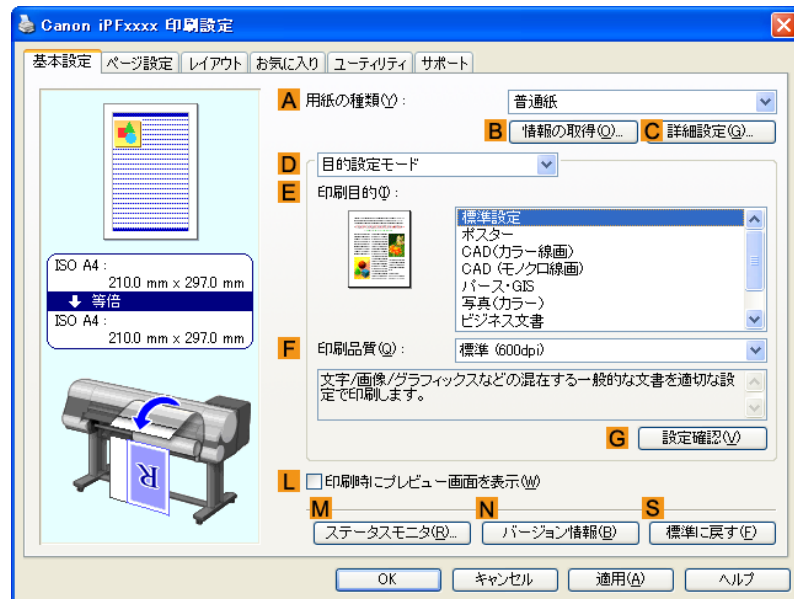 Canon iPFxxxx 印刷設定
基本設定 ページ設定 レイアウト お気に入り ユーティリティ サポート
A 用紙の種類(Y): 普通紙
B 情報の取得(O)... C 詳細設定(G)...
D 目的設定モード
E 印刷目的(I):
標準設定
ポスター
CAD(カラー線画)
CAD (モノクロ線画)
パース・GIS
写真(カラー)
ビジネス文書
ISO A4 :
210.0 mm x 297.0 mm
等倍
ISO A4 :
210.0 mm x 297.0 mm
F 印刷品質(Q): 標準 (600dpi)
文字/画像/グラフィックスなどの混在する一般的な文書を適切な設
定で印刷します。
G 設定確認(V)
R
L 印刷時にプレビュー画面を表示(W)
M N S
ステータスモニタ(R)... バージョン情報(B) 標準に戻す(F)
OK キャンセル 適用(A) ヘルプ